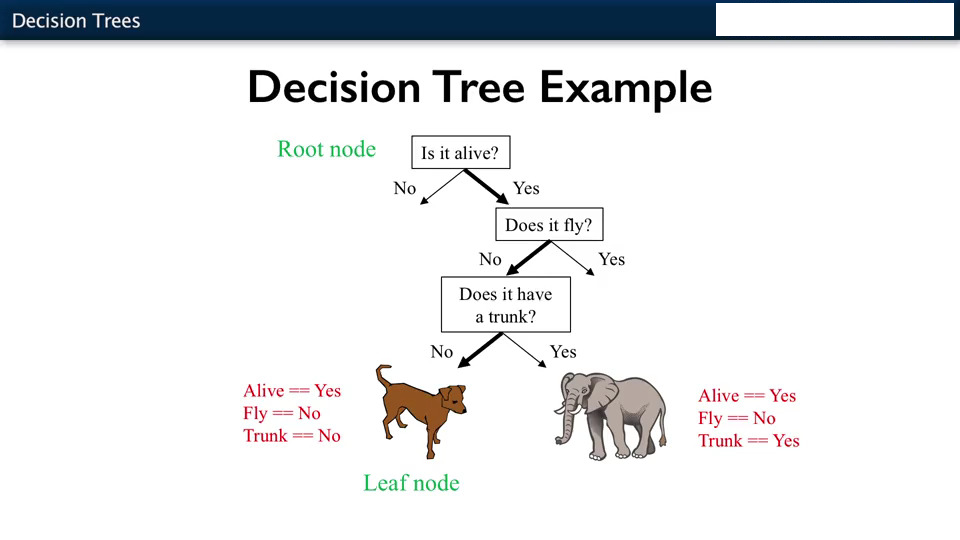 Decision Trees
Decision Tree Example
Root node
Is it alive?
No
Yes
Does it fly?
No
Yes
Does it have
a trunk?
No
Yes
Alive == Yes
Fly == No
Trunk == No
Alive == Yes
Fly == No
Trunk == Yes
Leaf node